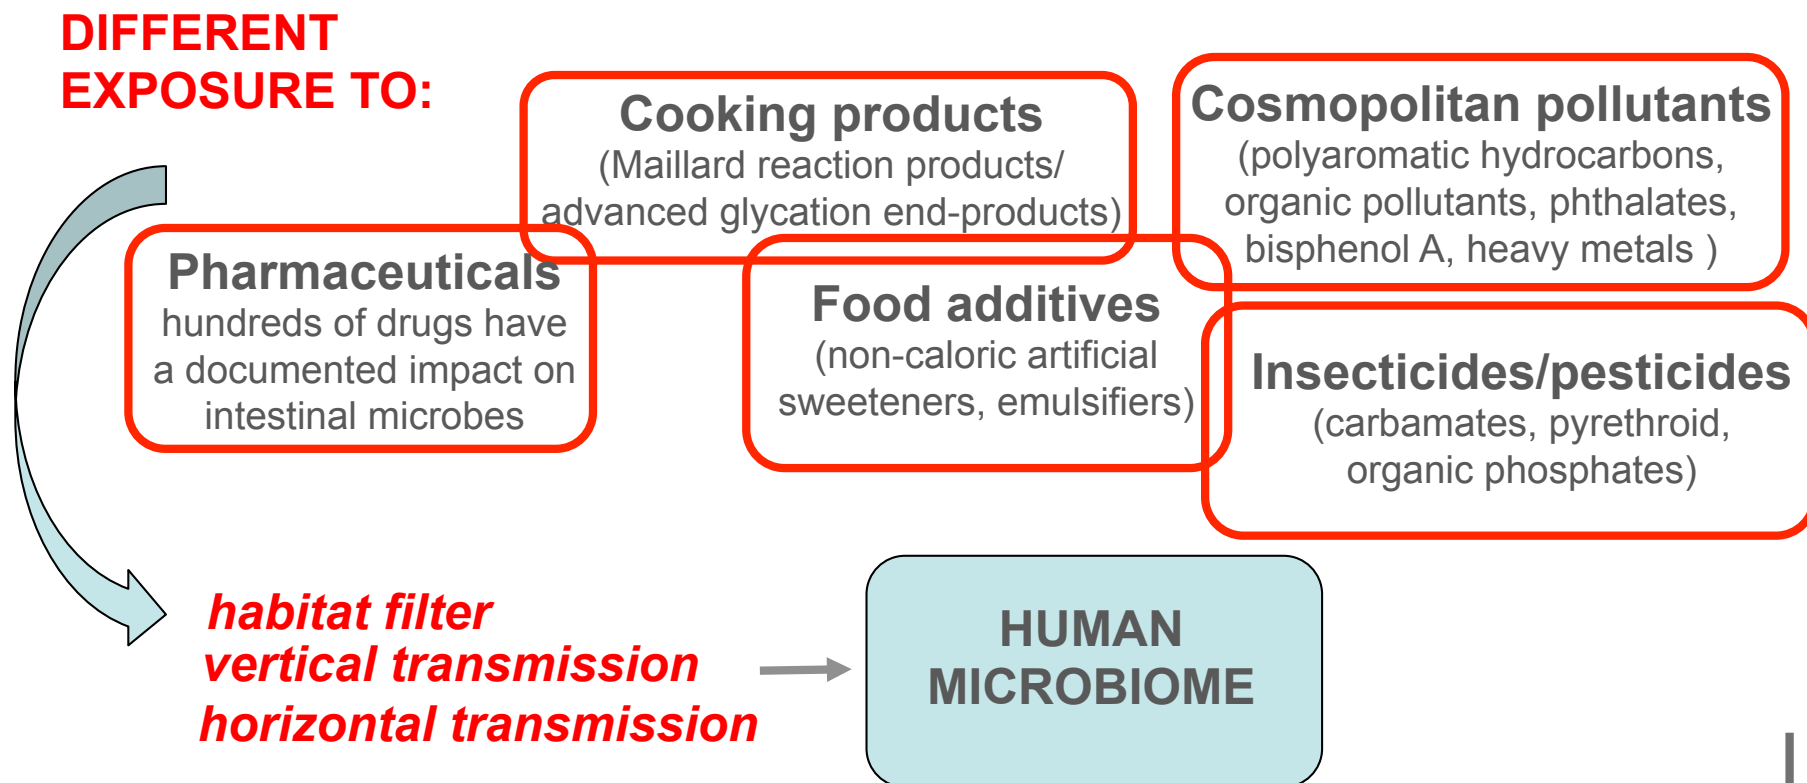 DIFFERENT
EXPOSURE TO:
Cooking products
(Maillard reaction products/
advanced glycation end-products)
Cosmopolitan pollutants
(polyaromatic hydrocarbons,
organic pollutants, phthalates,
bisphenol A, heavy metals )
Pharmaceuticals
hundreds of drugs have
a documented impact on
intestinal microbes
Food additives
(non-caloric artificial
sweeteners, emulsifiers)
Insecticides/pesticides
(carbamates, pyrethroid,
organic phosphates)
habitat filter
vertical transmission
horizontal transmission
HUMAN
MICROBIOME